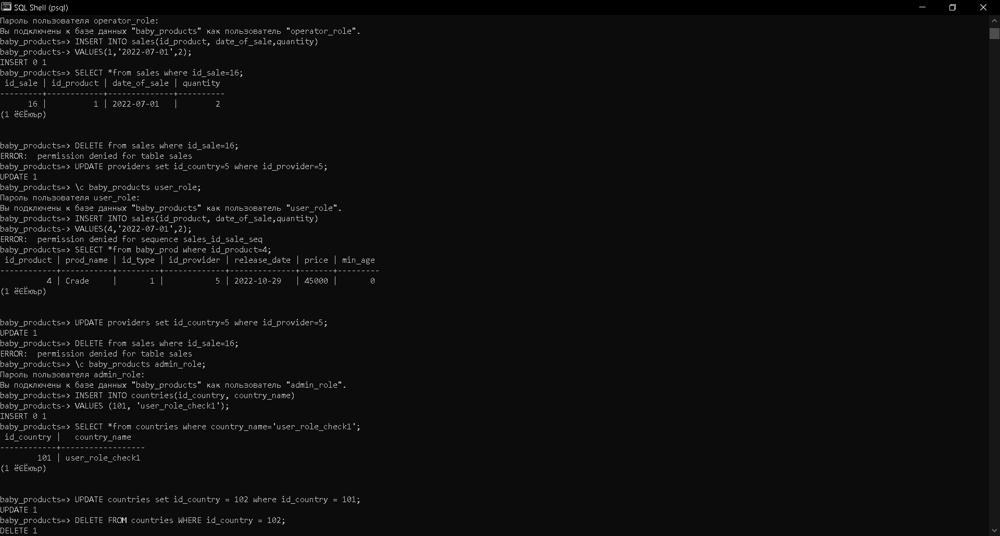 SQL Shell (psql)
Пароль пользователя operator_role:
Вы подключены к базе данных "baby_products" как пользователь "operator_role".
baby_products=> INSERT INTO sales(id_product, date_of_sale,quantity)
baby_products-> VALUES(1,'2022-07-01',2);
INSERT 0 1
baby_products=> SELECT *from sales where id_sale=16;
 id_sale | id_product | date_of_sale | quantity
---------+------------+--------------+----------
      16 |          1 | 2022-07-01   |        2
(1 ёЄЁюър)
baby_products=> DELETE from sales where id_sale=16;
ERROR:  permission denied for table sales
baby_products=> UPDATE providers set id_country=5 where id_provider=5;
UPDATE 1
baby_products=> \c baby_products user_role;
Пароль пользователя user_role:
Вы подключены к базе данных "baby_products" как пользователь "user_role".
baby_products=> INSERT INTO sales(id_product, date_of_sale,quantity)
baby_products-> VALUES(4,'2022-07-01',2);
ERROR:  permission denied for sequence sales_id_sale_seq
baby_products=> SELECT *from baby_prod where id_product=4;
 id_product | prod_name | id_type | id_provider | release_date | price | min_age
------------+-----------+---------+-------------+--------------+-------+---------
          4 | Crade     |       1 |           5 | 2022-10-29   | 45000 |       0
(1 ёЄЁюър)
baby_products=> UPDATE providers set id_country=5 where id_provider=5;
UPDATE 1
baby_products=> DELETE from sales where id_sale=16;
ERROR:  permission denied for table sales
baby_products=> \c baby_products admin_role;
Пароль пользователя admin_role:
Вы подключены к базе данных "baby_products" как пользователь "admin_role".
baby_products=> INSERT INTO countries(id_country, country_name)
baby_products-> VALUES (101, 'user_role_check1');
INSERT 0 1
baby_products=> SELECT *from countries where country_name='user_role_check1';
 id_country |   country_name
------------+------------------
        101 | user_role_check1
(1 ёЄЁюър)
baby_products=> UPDATE countries set id_country = 102 where id_country = 101;
UPDATE 1
baby_products=> DELETE FROM countries WHERE id_country = 102;
DELETE 1